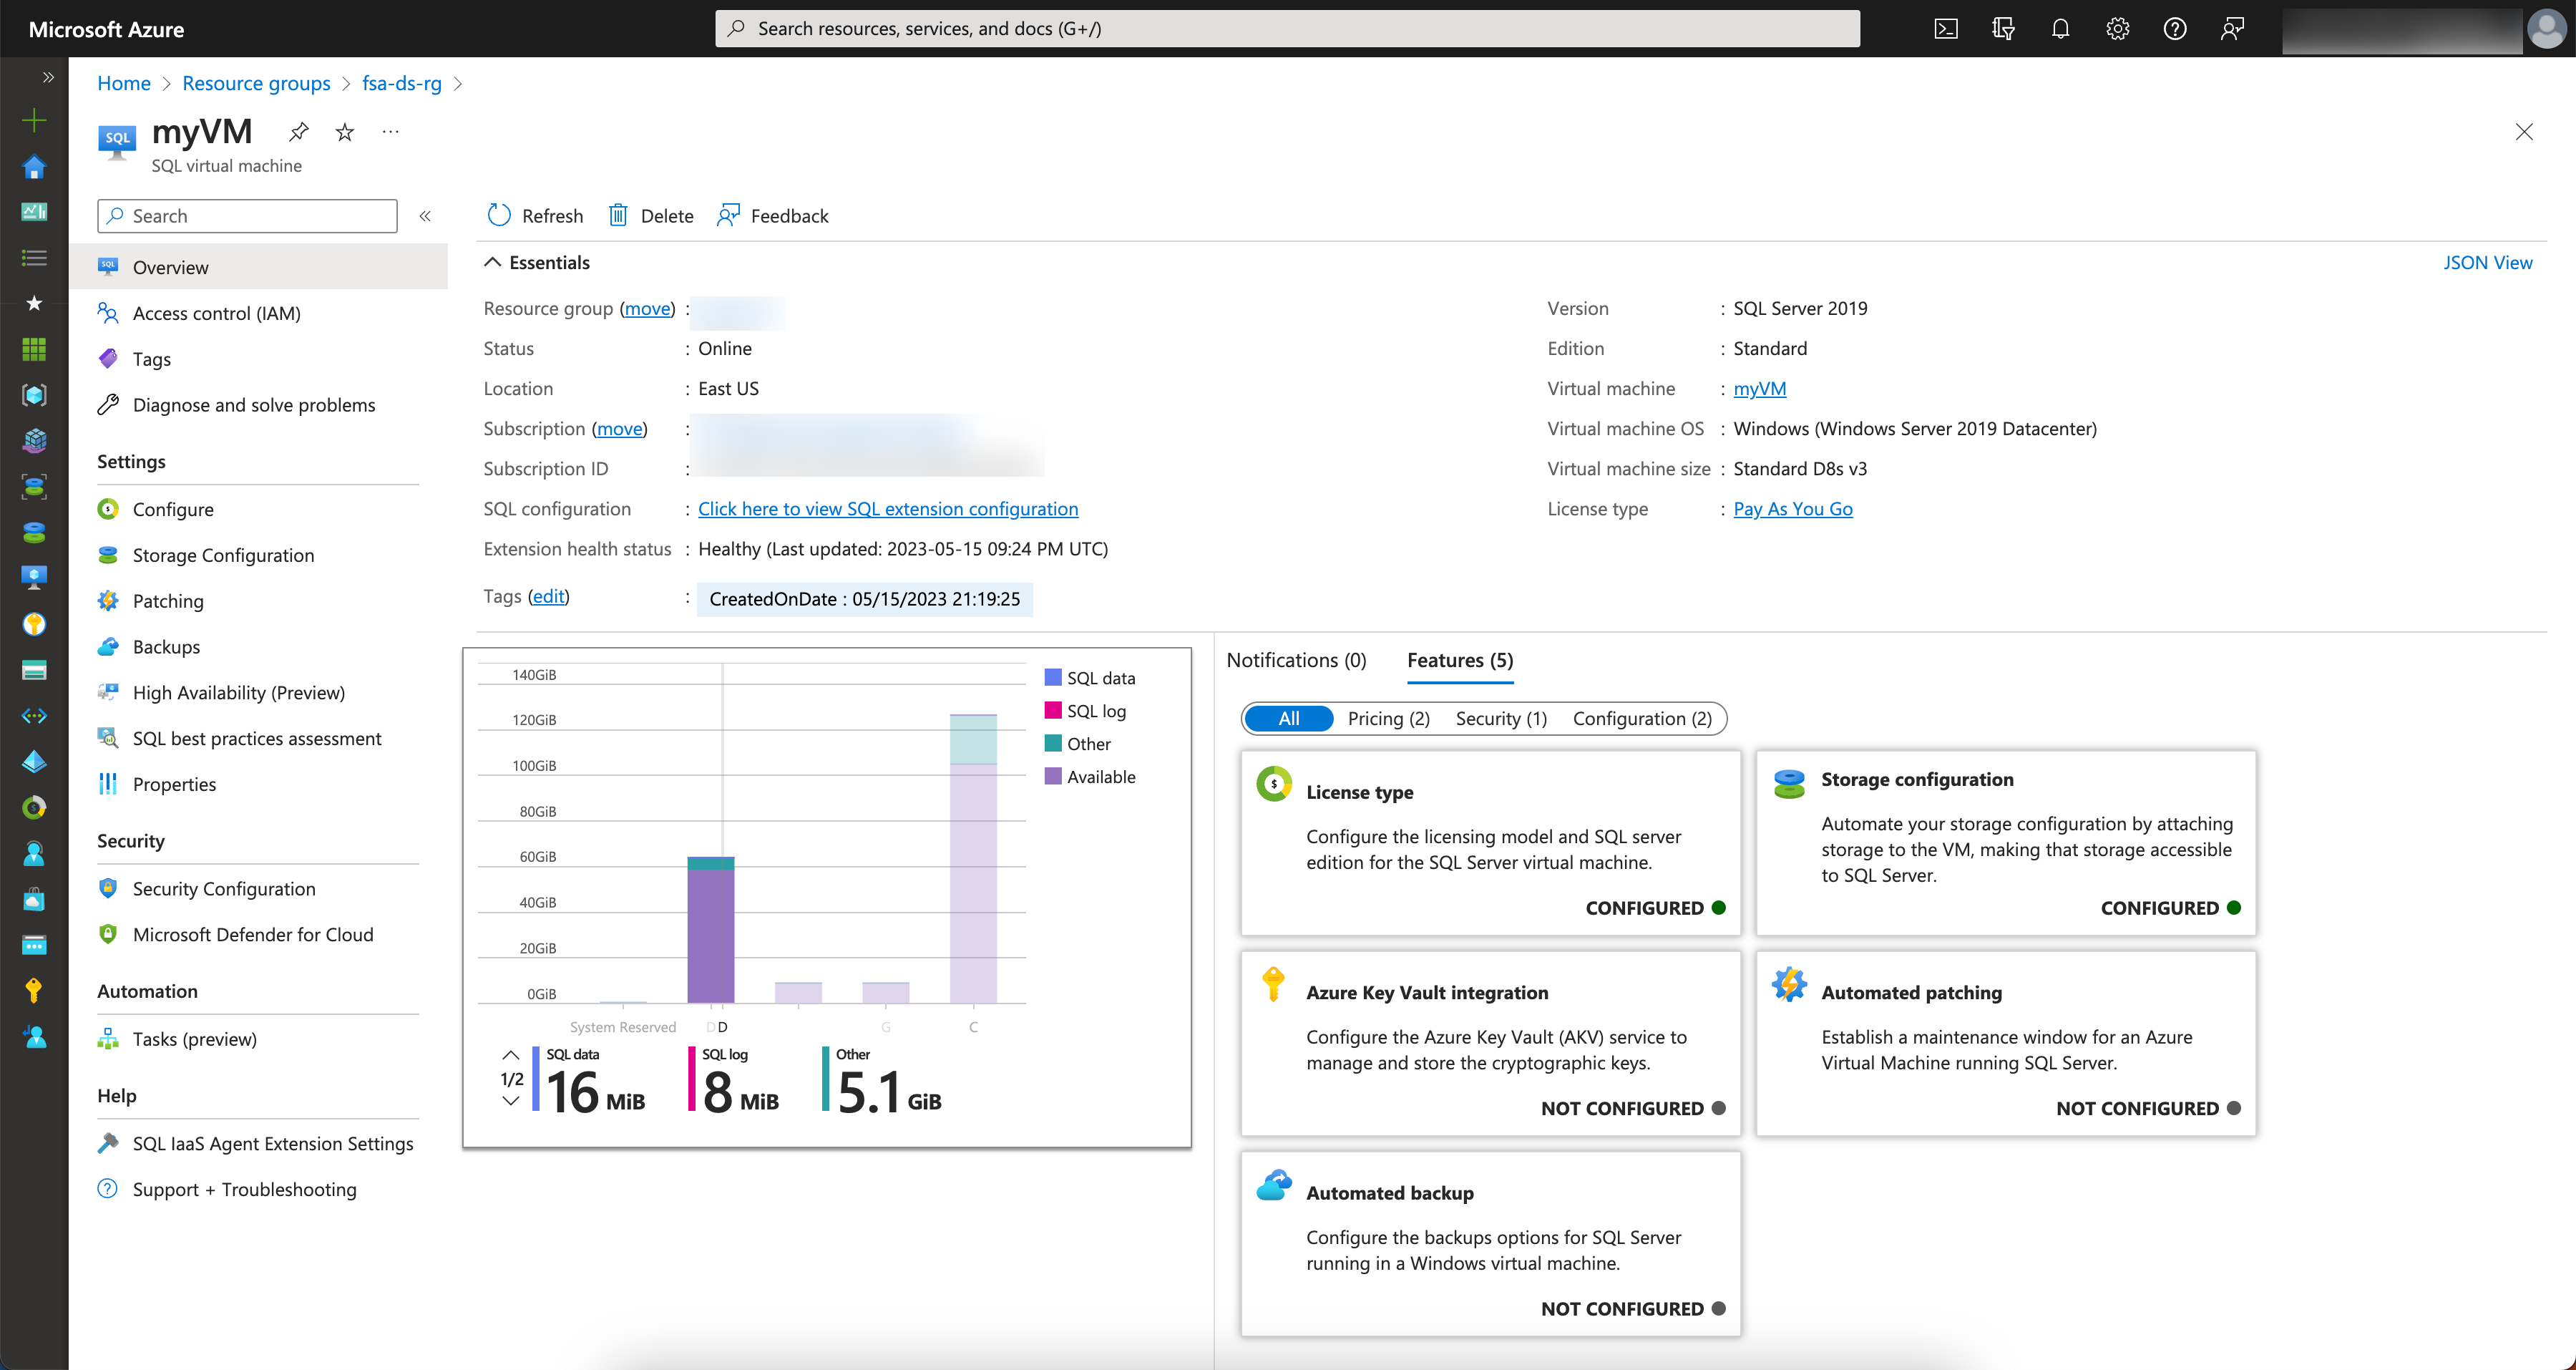 Microsoft Azure
Search resources, services, and docs (G+/)
Home > Resource groups > fsa-ds-rg >
SQL
myVM
SQL virtual machine
Search
Overview
Access control (IAM)
Tags
Diagnose and solve problems
Settings
Configure
Storage Configuration
Patching
Backups
High Availability (Preview)
SQL best practices assessment
Properties
Security
Security Configuration
Microsoft Defender for Cloud
Automation
Tasks (preview)
Help
SQL IaaS Agent Extension Settings
Support + Troubleshooting
Refresh
Delete
Feedback
Essentials
JSON View
Resource group (move) :
Status : Online
Location : East US
Subscription (move) :
Subscription ID :
SQL configuration : Click here to view SQL extension configuration
Extension health status : Healthy (Last updated: 2023-05-15 09:24 PM UTC)
Tags (edit) : CreatedOnDate : 05/15/2023 21:19:25
Version : SQL Server 2019
Edition : Standard
Virtual machine : myVM
Virtual machine OS : Windows (Windows Server 2019 Datacenter)
Virtual machine size : Standard D8s v3
License type : Pay As You Go
140GiB
120GiB
100GiB
80GiB
60GiB
40GiB
20GiB
0GiB
System Reserved
D
D
G
C
SQL data
SQL log
Other
Available
1/2
SQL data
16 MiB
SQL log
8 MiB
Other
5.1 GiB
Notifications (0)
Features (5)
All
Pricing (2)
Security (1)
Configuration (2)
License type
Configure the licensing model and SQL server
edition for the SQL Server virtual machine.
CONFIGURED
Storage configuration
Automate your storage configuration by attaching
storage to the VM, making that storage accessible
to SQL Server.
CONFIGURED
Azure Key Vault integration
Configure the Azure Key Vault (AKV) service to
manage and store the cryptographic keys.
NOT CONFIGURED
Automated patching
Establish a maintenance window for an Azure
Virtual Machine running SQL Server.
NOT CONFIGURED
Automated backup
Configure the backups options for SQL Server
running in a Windows virtual machine.
NOT CONFIGURED